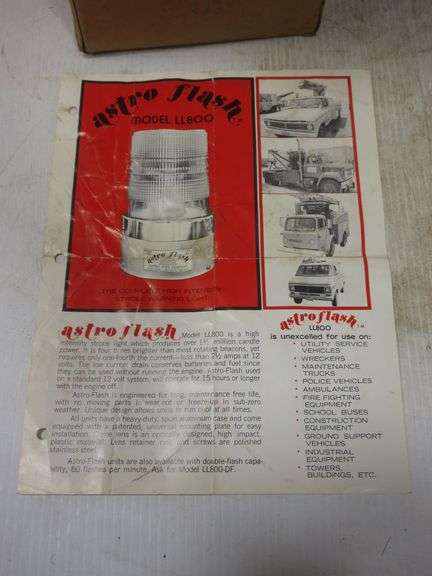 astro flash
MODEL LL800
astro flash
THE COMPLETE HIGH INTENSITY
STROBE WARNING LIGHT
astro flash Model LL800 is a high
intensity strobe light which produces over 1½ million candle
power. It is four times brighter than most rotating beacons, yet
requires only one-fourth the current—less than 2½ amps at 12
volts. The low current drain conserves batteries and fuel since
they can be used without running the engine. Astro-Flash used
on a standard 12 volt system, will operate for 15 hours or longer
with the engine off.
Astro-Flash is engineered for long, maintenance free life,
with no moving parts to wear-out or freeze-up in sub-zero
weather. Unique design allows units to run cool at all times.
All units have a heavy-duty, spun aluminum case and come
equipped with a patented, universal mounting plate for easy
installation. Dome lens is an optically designed, high impact,
plastic material. Lens retainer ring and screws are polished
stainless steel.
Astro-Flash units are also available with double-flash capa-
bility, 80 flashes per minute. Ask for Model LL800-DF.
astro flash
LL800
is unexcelled for use on:
• UTILITY SERVICE
VEHICLES
• WRECKERS
• MAINTENANCE
TRUCKS
• POLICE VEHICLES
• AMBULANCES
• FIRE FIGHTING
EQUIPMENT
• SCHOOL BUSES
• CONSTRUCTION
EQUIPMENT
• GROUND SUPPORT
VEHICLES
• INDUSTRIAL
EQUIPMENT
• TOWERS,
BUILDINGS, ETC.